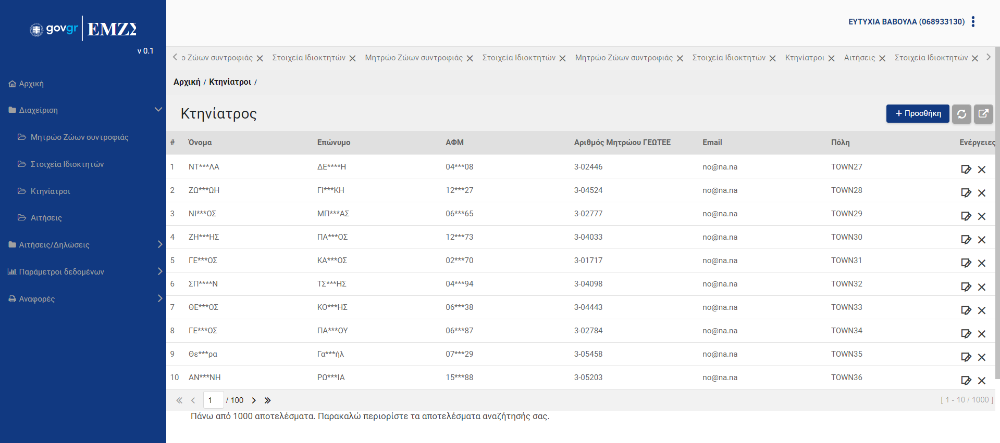 govgr ΕΜΖΣ
v 0.1
ΕΥΤΥΧΙΑ ΒΑΒΟΥΛΑ (068933130)
Αρχική
Διαχείριση
Μητρώο Ζώων συντροφιάς
Στοιχεία Ιδιοκτητών
Κτηνίατροι
Αιτήσεις
Αιτήσεις/Δηλώσεις
Παράμετροι δεδομένων
Αναφορές
ο Ζώων συντροφιάς Στοιχεία Ιδιοκτητών Μητρώο Ζώων συντροφιάς Στοιχεία Ιδιοκτητών Μητρώο Ζώων συντροφιάς Στοιχεία Ιδιοκτητών Κτηνίατροι Αιτήσεις Στοιχεία Ιδιοκτητών
Αρχική / Κτηνίατροι /
Κτηνίατρος
+ Προσθήκη
# Όνομα Επώνυμο ΑΦΜ Αριθμός Μητρώου ΓΕΩΤΕΕ Email Πόλη Ενέργειες
1 ΝΤ***ΛΑ ΔΕ****Η 04***08 3-02446 no@na.na TOWN27
2 ΖΩ***ΩΗ ΓΙ***ΚΗ 12***27 3-04524 no@na.na TOWN28
3 ΝΙ***ΟΣ ΜΠ***ΑΣ 06***65 3-02777 no@na.na TOWN29
4 ΖΗ***ΗΣ ΠΑ***ΟΣ 12***73 3-04033 no@na.na TOWN30
5 ΓΕ***ΟΣ ΚΑ***ΟΣ 02***70 3-01717 no@na.na TOWN31
6 ΣΠ****Ν ΤΣ***ΗΣ 04***94 3-04098 no@na.na TOWN32
7 ΘΕ***ΟΣ ΚΟ***ΗΣ 06***38 3-04443 no@na.na TOWN33
8 ΓΕ***ΟΣ ΠΑ***ΟΥ 06***87 3-02784 no@na.na TOWN34
9 Θε***ρα Γα***ήλ 07***29 3-05458 no@na.na TOWN35
10 ΑΝ***ΝΗ ΡΩ***ΙΑ 15***88 3-05203 no@na.na TOWN36
1 / 100 [ 1 - 10 / 1000 ]
Πάνω από 1000 αποτελέσματα. Παρακαλώ περιορίστε τα αποτελέσματα αναζήτησής σας.